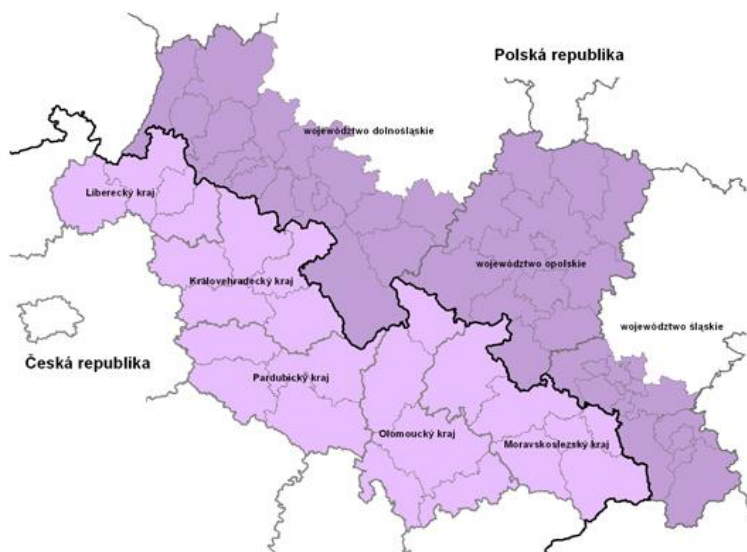 Polská republika
województwo dolnośląskie
Liberecký kraj
województwo opolskie
Královehradecký kraj
województwo śląskie
Česká republika
Pardubický kraj
Olomoucký kraj
Moravskoslezský kraj